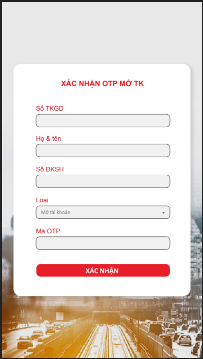 XÁC NHẬN OTP MỞ TK
Số TKGD
Họ & tên
Số ĐKSH
Loại
Mở tài khoản
Mã OTP
XÁC NHẬN